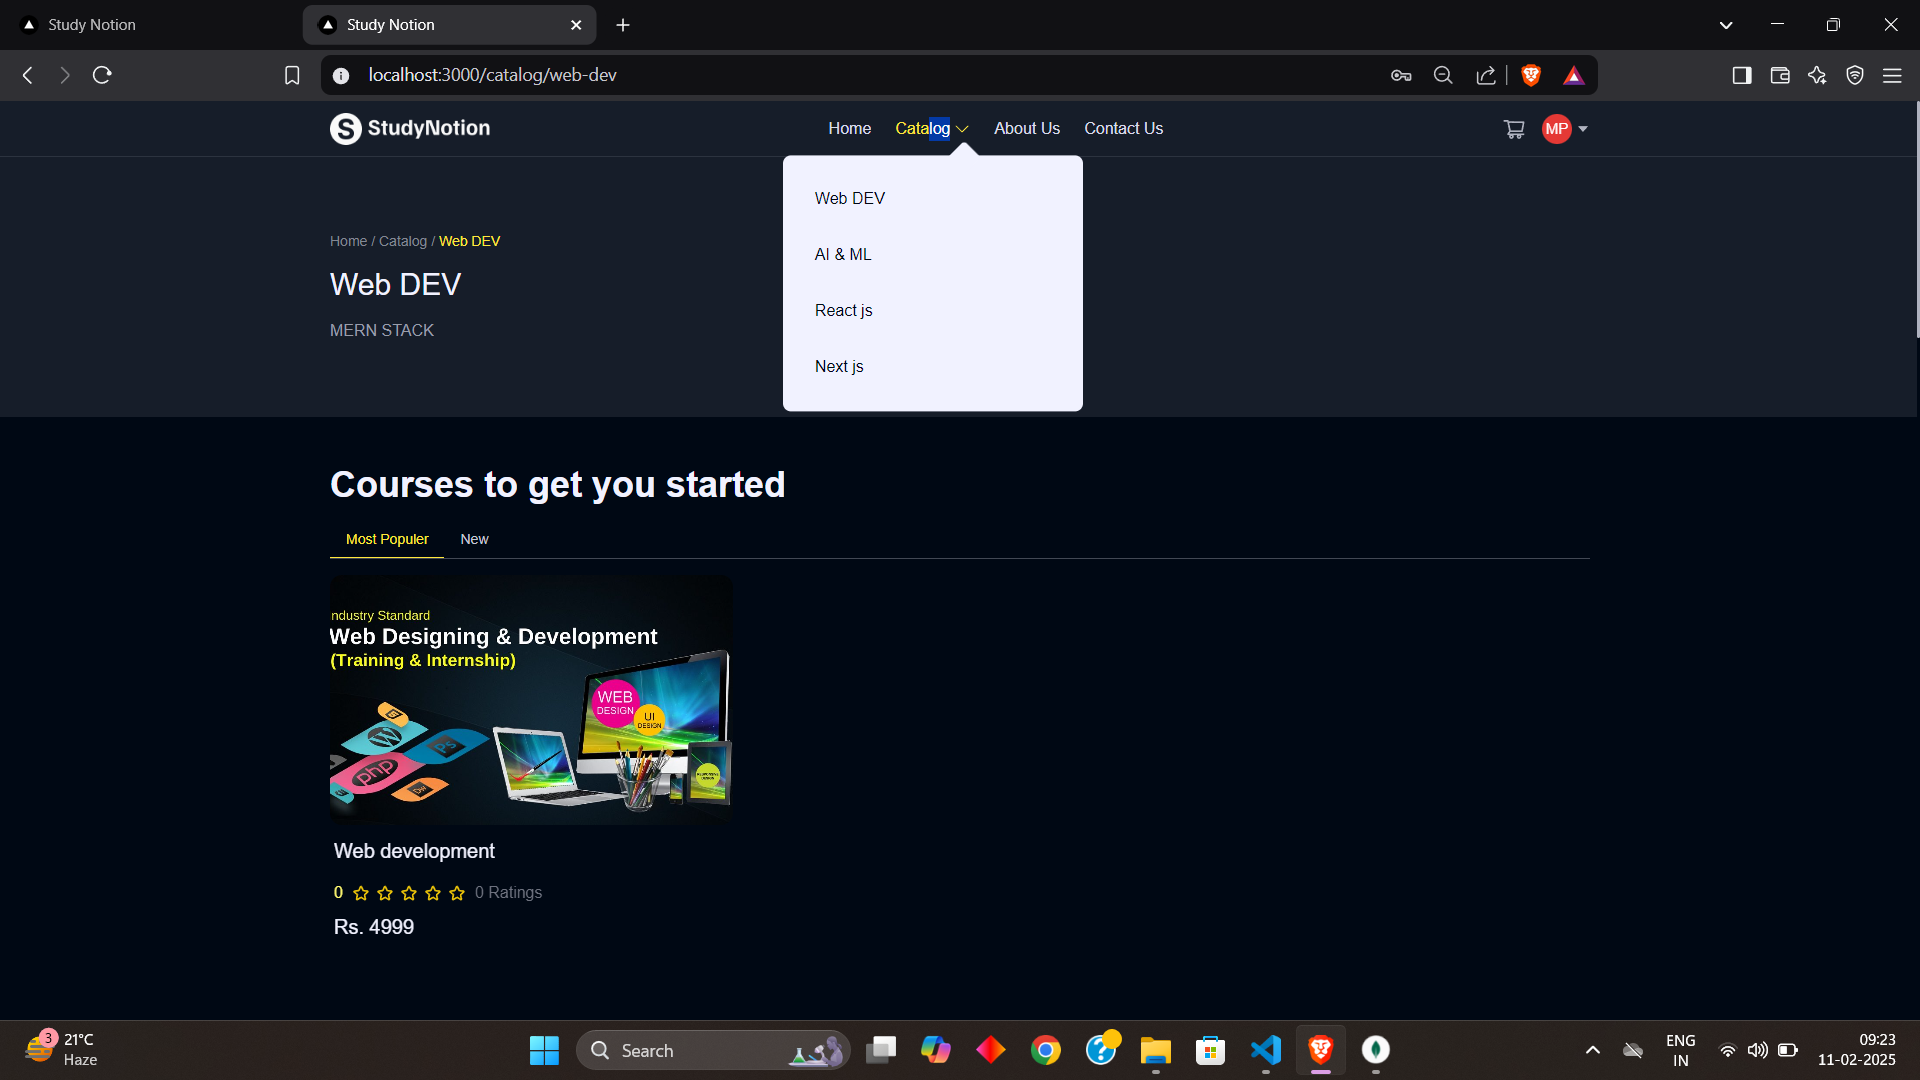 Study Notion
Study Notion
localhost:3000/catalog/web-dev
StudyNotion
Home
Catalog
About Us
Contact Us
MP
Web DEV
AI & ML
React js
Next js
Home / Catalog / Web DEV
Web DEV
MERN STACK
Courses to get you started
Most Populer
New
ndustry Standard
Web Designing & Development
(Training & Internship)
WEB
DESIGN
UI
DESIGN
Ps
php
Dw
Web development
0
0 Ratings
Rs. 4999
3
21°C
Haze
Search
ENG
IN
09:23
11-02-2025